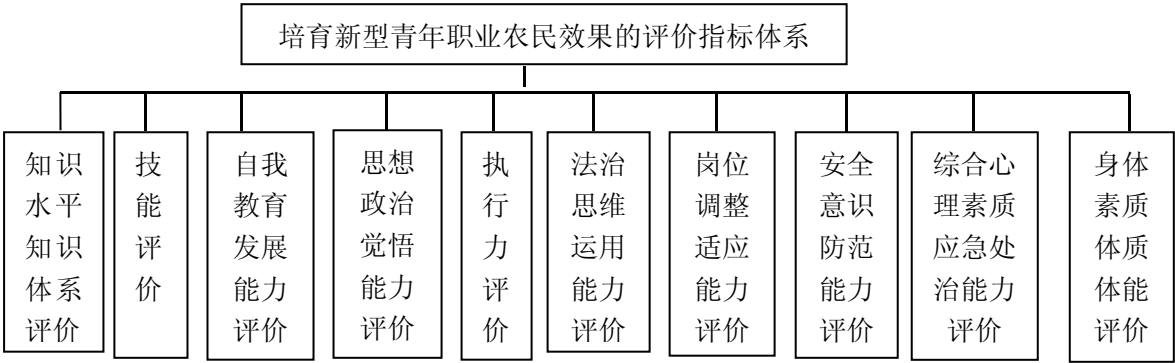 培育新型青年职业农民效果的评价指标体系
知识
水平
知识
体系
评价
技
能
评
价
自我
教育
发展
能力
评价
思想
政治
觉悟
能力
评价
执
行
力
评
价
法治
思维
运用
能力
评价
岗位
调整
适应
能力
评价
安全
意识
防范
能力
评价
综合心
理素质
应急处
治能力
评价
身体
素质
体质
体能
评价